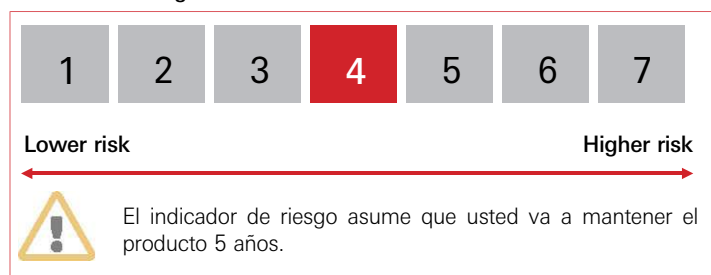 1 2 3 4 5 6 7
Lower risk Higher risk
El indicador de riesgo asume que usted va a mantener el
producto 5 años.